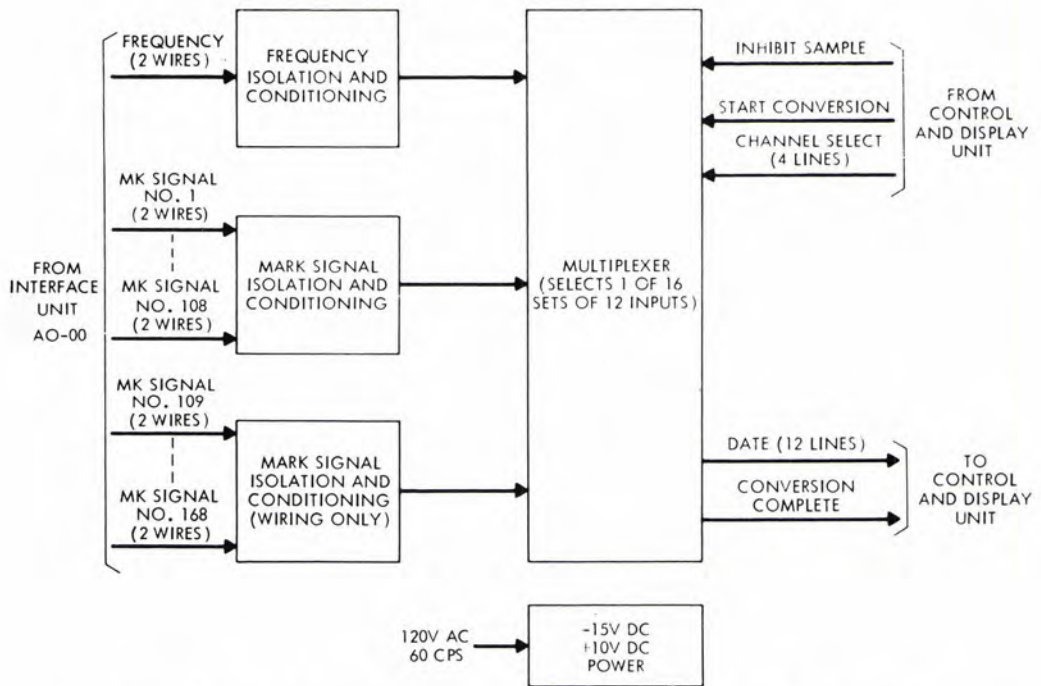 FREQUENCY
(2 WIRES)
FREQUENCY
ISOLATION AND
CONDITIONING
MK SIGNAL
NO. 1
(2 WIRES)
MARK SIGNAL
ISOLATION AND
CONDITIONING
FROM
INTERFACE
UNIT
AO-00
MK SIGNAL
NO. 108
(2 WIRES)
MK SIGNAL
NO. 109
(2 WIRES)
MARK SIGNAL
ISOLATION AND
CONDITIONING
(WIRING ONLY)
MK SIGNAL
NO. 168
(2 WIRES)
MULTIPLEXER
(SELECTS 1 OF 16
SETS OF 12 INPUTS)
INHIBIT SAMPLE
START CONVERSION
CHANNEL SELECT
(4 LINES)
FROM
CONTROL
AND DISPLAY
UNIT
DATE (12 LINES)
CONVERSION
COMPLETE
TO
CONTROL
AND DISPLAY
UNIT
120V AC
60 CPS
-15V DC
+10V DC
POWER